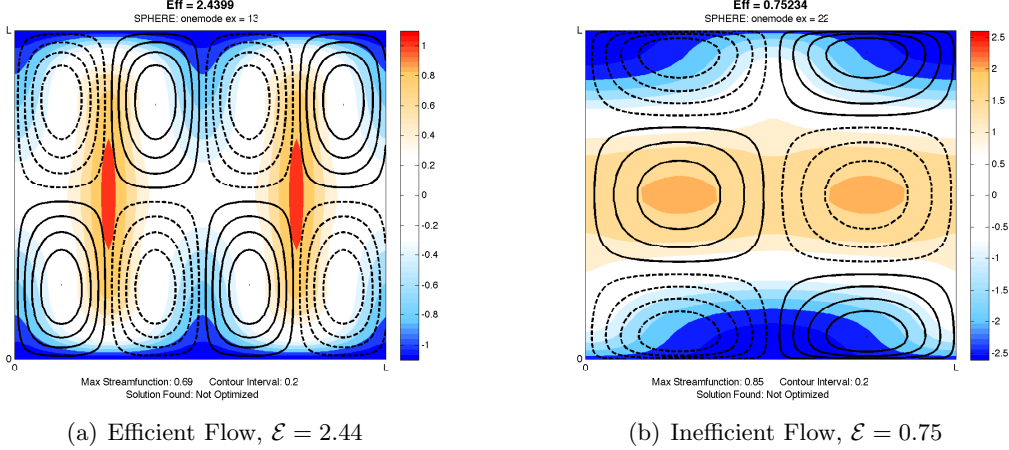 Eff = 2.4399
SPHERE: onemode ex = 13
L
0
0
L
1
0.8
0.6
0.4
0.2
0
-0.2
-0.4
-0.6
-0.8
-1
Max Streamfunction: 0.69 Contour Interval: 0.2
Solution Found: Not Optimized
(a) Efficient Flow, ℰ = 2.44
Eff = 0.75234
SPHERE: onemode ex = 22
L
0
0
L
2.5
2
1.5
1
0.5
0
-0.5
-1
-1.5
-2
-2.5
Max Streamfunction: 0.85 Contour Interval: 0.2
Solution Found: Not Optimized
(b) Inefficient Flow, ℰ = 0.75